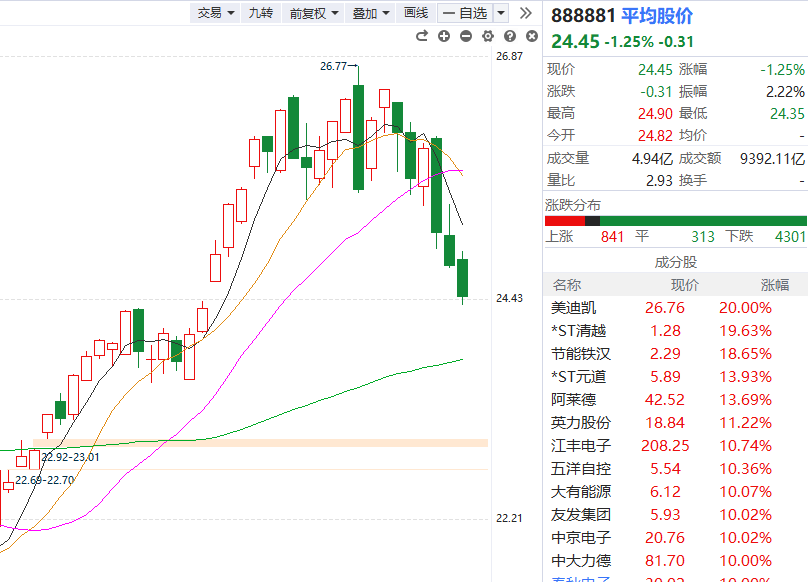 交易 九转 前复权 叠加 画线 自选
888881 平均股价
24.45 -1.25% -0.31
26.87
26.77
24.43
22.92-23.01
22.69-22.70
22.21
现价 24.45 涨幅 -1.25%
涨跌 -0.31 振幅 2.22%
最高 24.90 最低 24.35
今开 24.82 均价 -
成交量 4.94亿 成交额 9392.11亿
量比 2.93 换手 -
涨跌分布
上涨 841 平 313 下跌 4301
成分股
名称 现价 涨幅
美迪凯 26.76 20.00%
*ST清越 1.28 19.63%
节能铁汉 2.29 18.65%
*ST元道 5.89 13.93%
阿莱德 42.52 13.69%
英力股份 18.84 11.22%
江丰电子 208.25 10.74%
五洋自控 5.54 10.36%
大有能源 6.12 10.07%
友发集团 5.93 10.02%
中京电子 20.76 10.02%
中大力德 81.70 10.00%